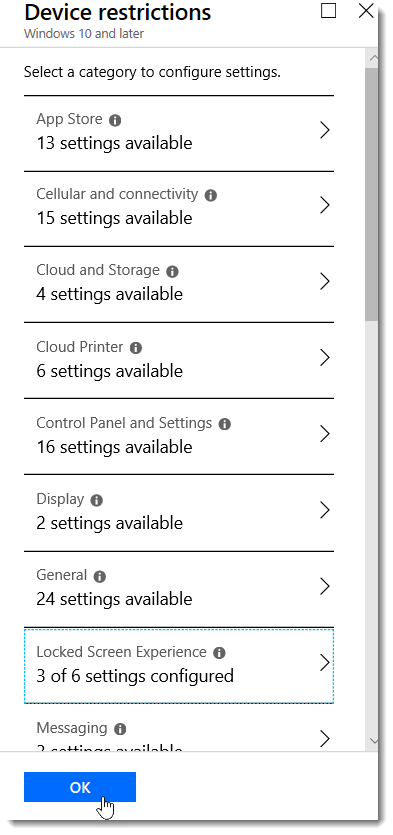 Device restrictions
Windows 10 and later
Select a category to configure settings.
App Store
13 settings available
Cellular and connectivity
15 settings available
Cloud and Storage
4 settings available
Cloud Printer
6 settings available
Control Panel and Settings
16 settings available
Display
2 settings available
General
24 settings available
Locked Screen Experience
3 of 6 settings configured
Messaging
3 settings available
OK